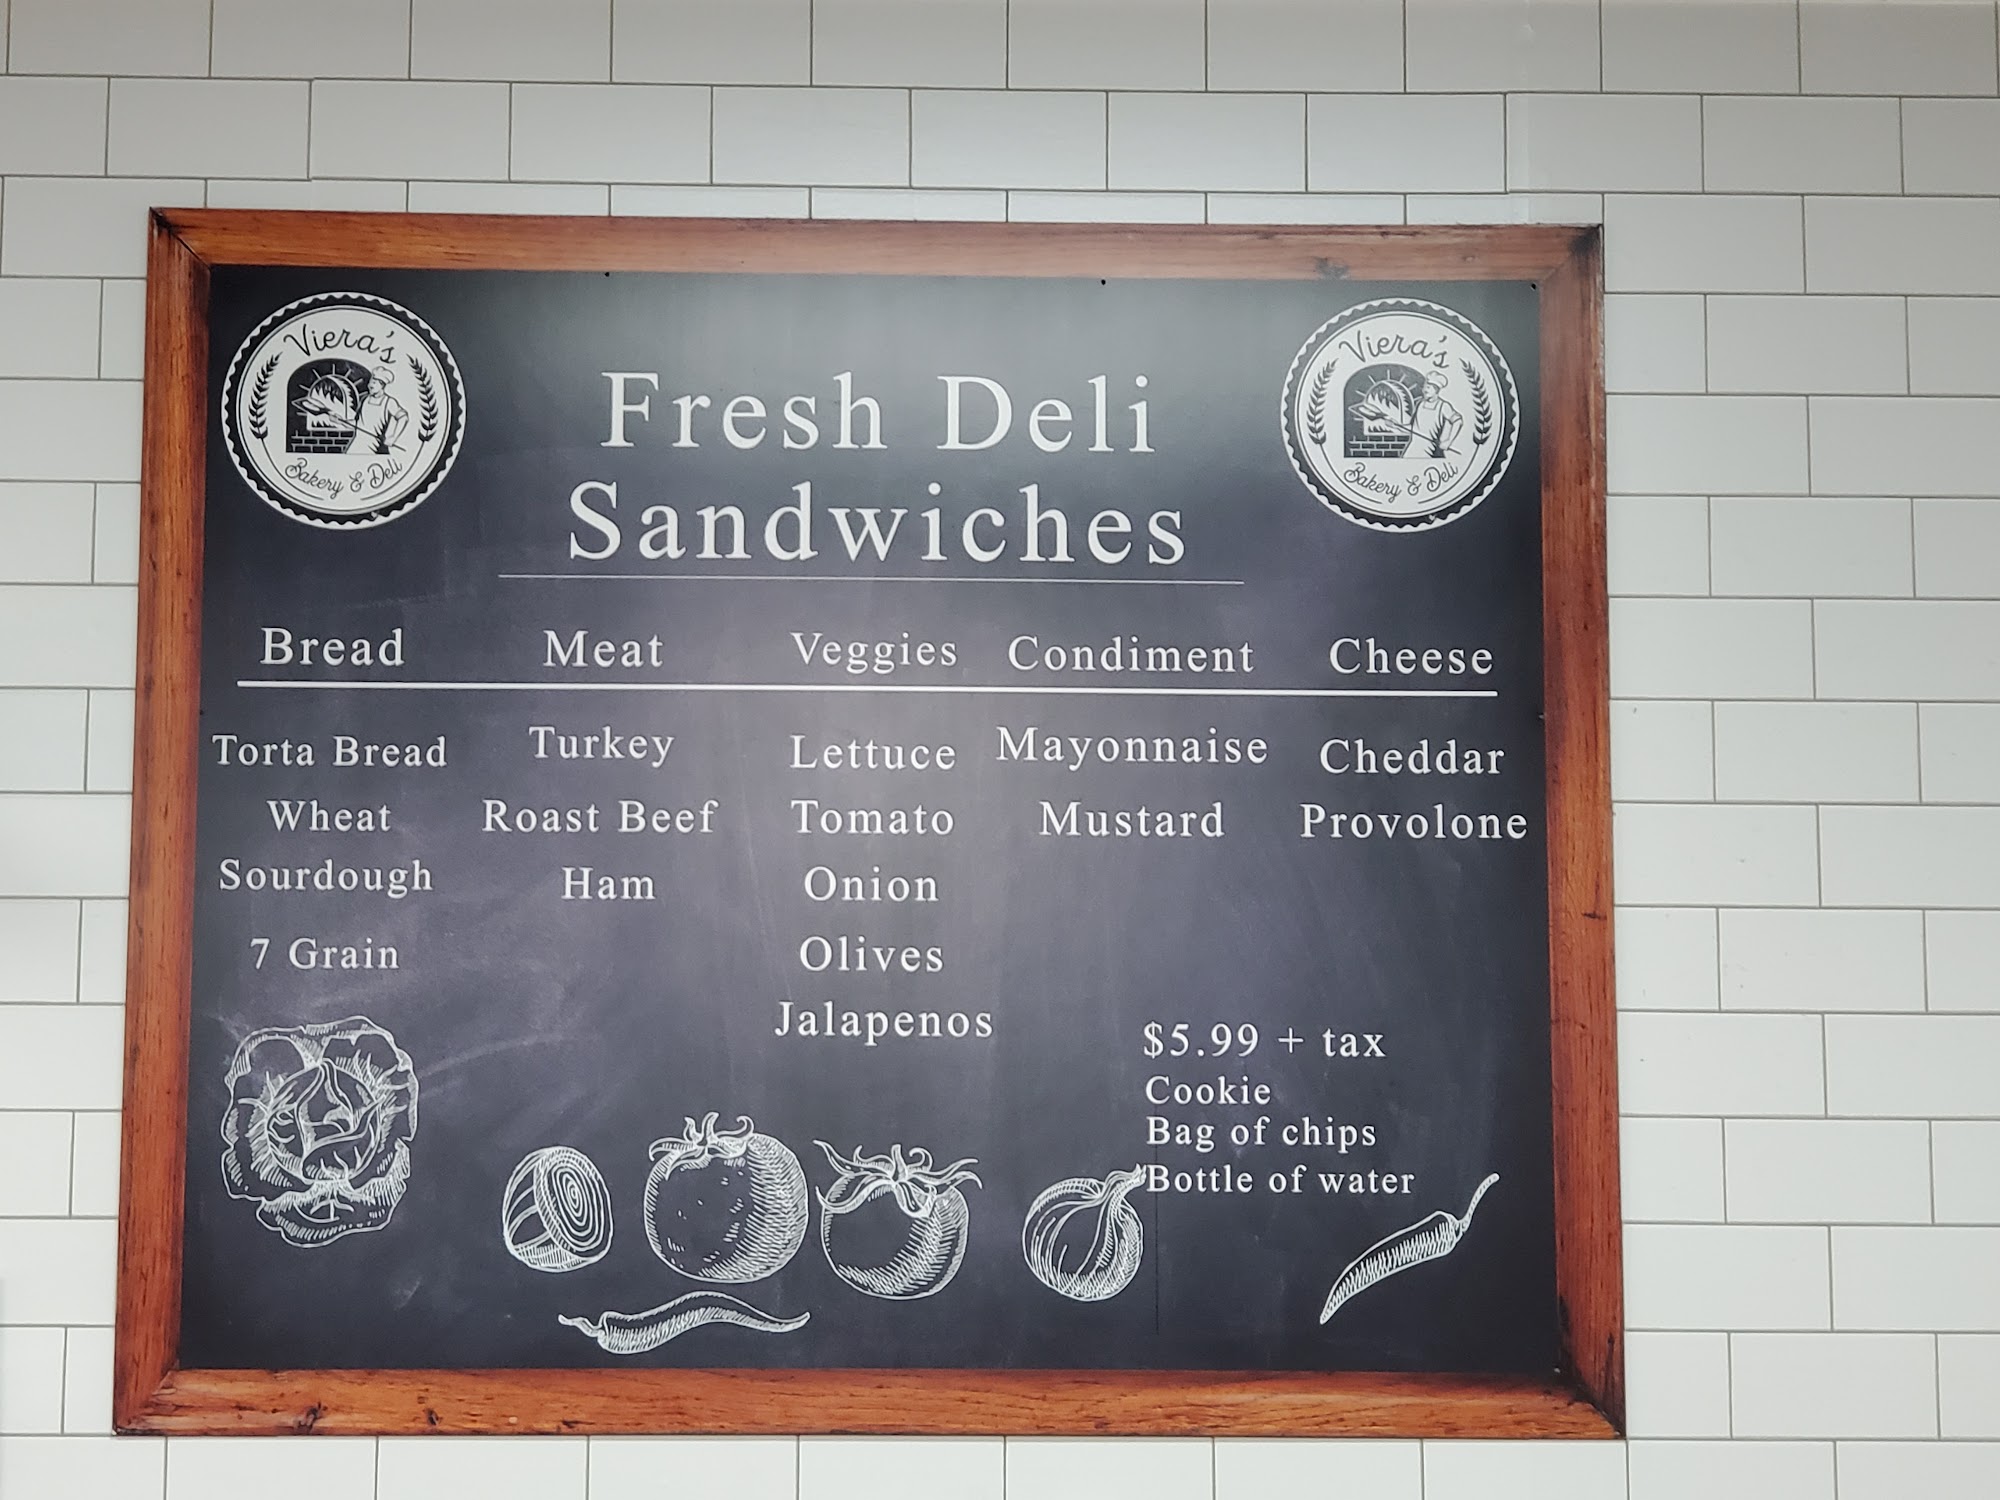 Viera's
Bakery & Deli
Viera's
Bakery & Deli
Fresh Deli
Sandwiches
Bread Meat Veggies Condiment Cheese
Torta Bread Turkey Lettuce Mayonnaise Cheddar
Wheat Roast Beef Tomato Mustard Provolone
Sourdough Ham Onion
7 Grain Olives
Jalapenos
$5.99 + tax
Cookie
Bag of chips
Bottle of water